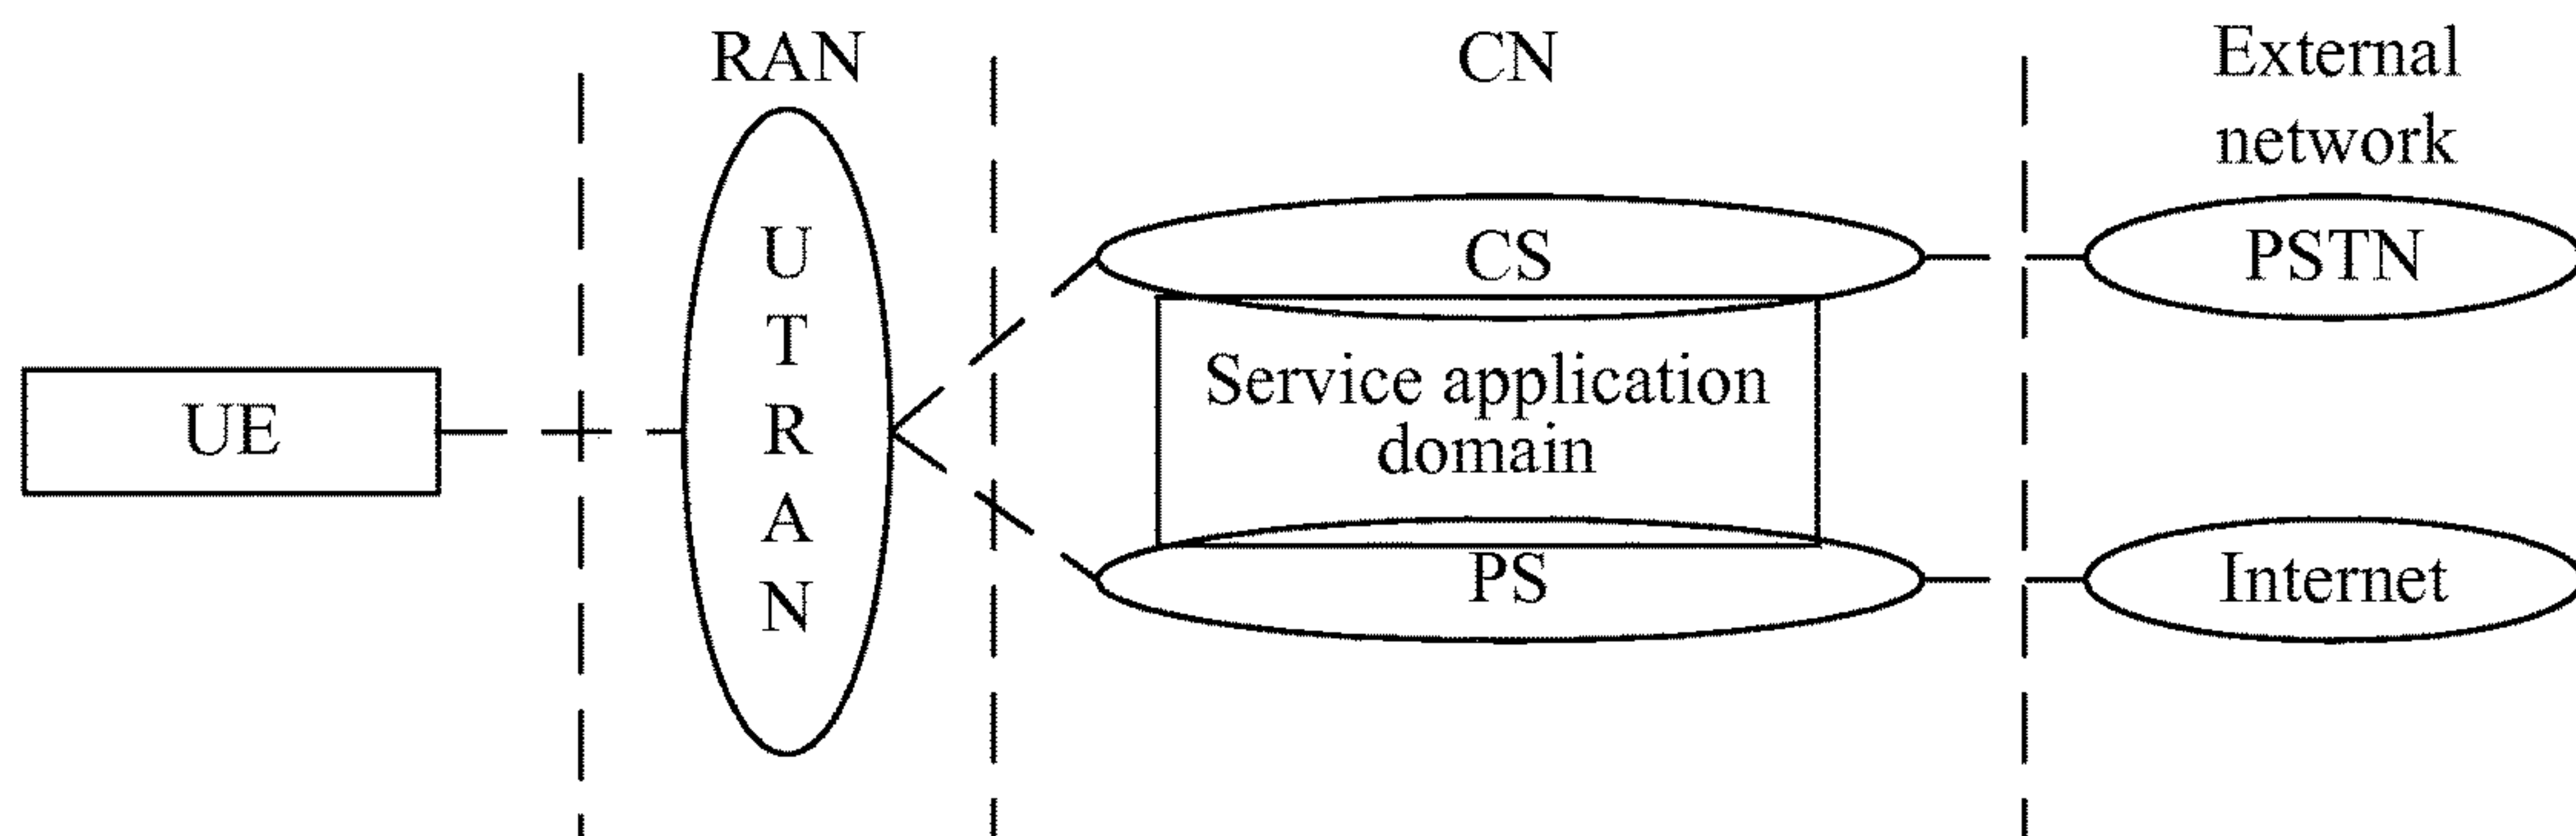 RAN
CN
External
network
UE
U
T
R
A
N
CS
Service application
domain
PS
PSTN
Internet